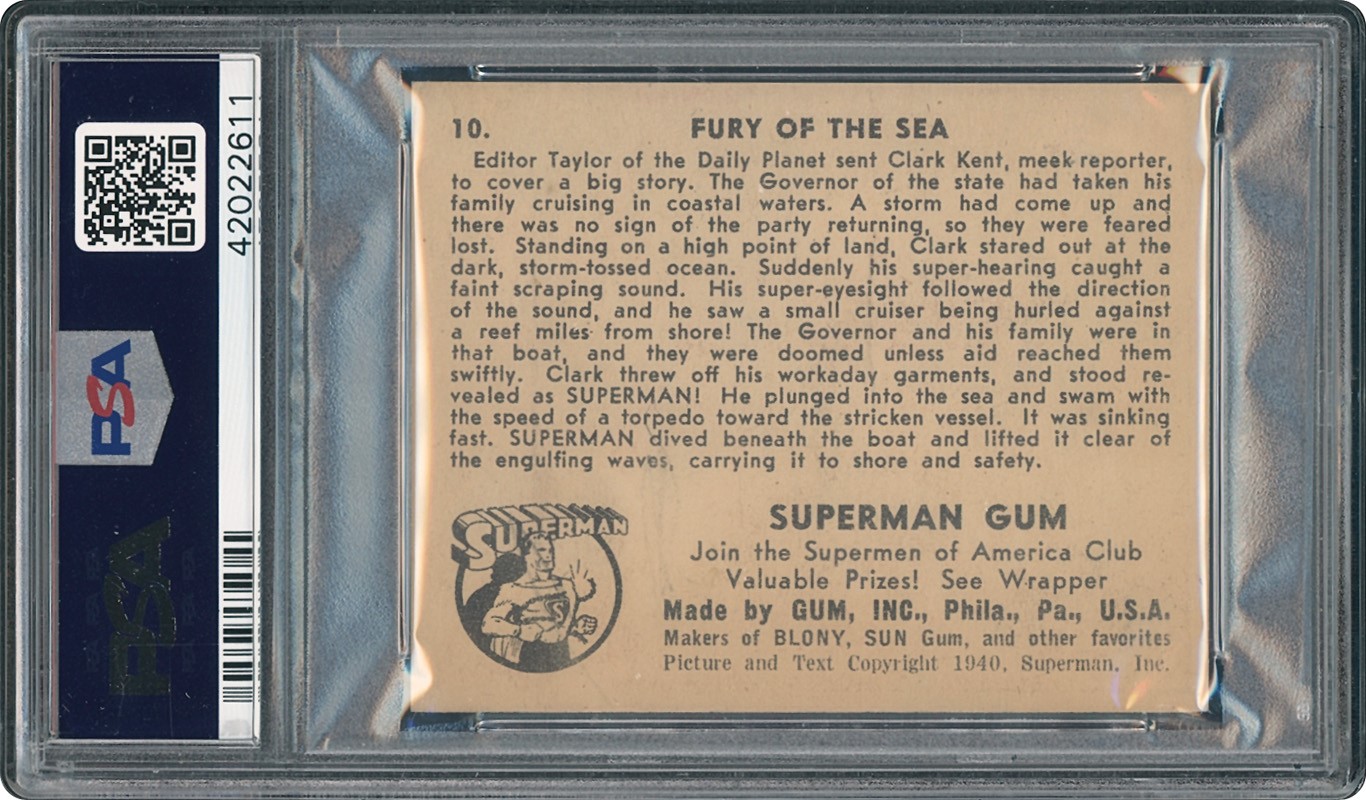 PSA
42022611
PSA
10. FURY OF THE SEA
Editor Taylor of the Daily Planet sent Clark Kent, meek reporter,
to cover a big story. The Governor of the state had taken his
family cruising in coastal waters. A storm had come up and
there was no sign of the party returning, so they were feared
lost. Standing on a high point of land, Clark stared out at the
dark, storm-tossed ocean. Suddenly his super-hearing caught a
faint scraping sound. His super-eyesight followed the direction
of the sound, and he saw a small cruiser being hurled against
a reef miles from shore! The Governor and his family were in
that boat, and they were doomed unless aid reached them
swiftly. Clark threw off his workaday garments, and stood re-
vealed as SUPERMAN! He plunged into the sea and swam with
the speed of a torpedo toward the stricken vessel. It was sinking
fast. SUPERMAN dived beneath the boat and lifted it clear of
the engulfing waves, carrying it to shore and safety.
SUPERMAN
S
SUPERMAN GUM
Join the Supermen of America Club
Valuable Prizes! See Wrapper
Made by GUM, INC., Phila., Pa., U.S.A.
Makers of BLONY, SUN Gum, and other favorites
Picture and Text Copyright 1940, Superman, Inc.